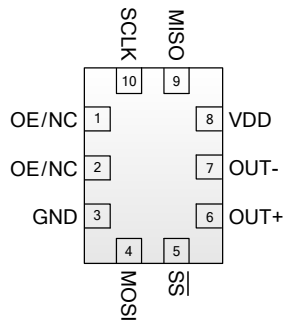 SCLK
MISO
10
9
OE/NC 1
8 VDD
OE/NC 2
7 OUT-
GND 3
6 OUT+
4
5
MOSI
S̅S̅